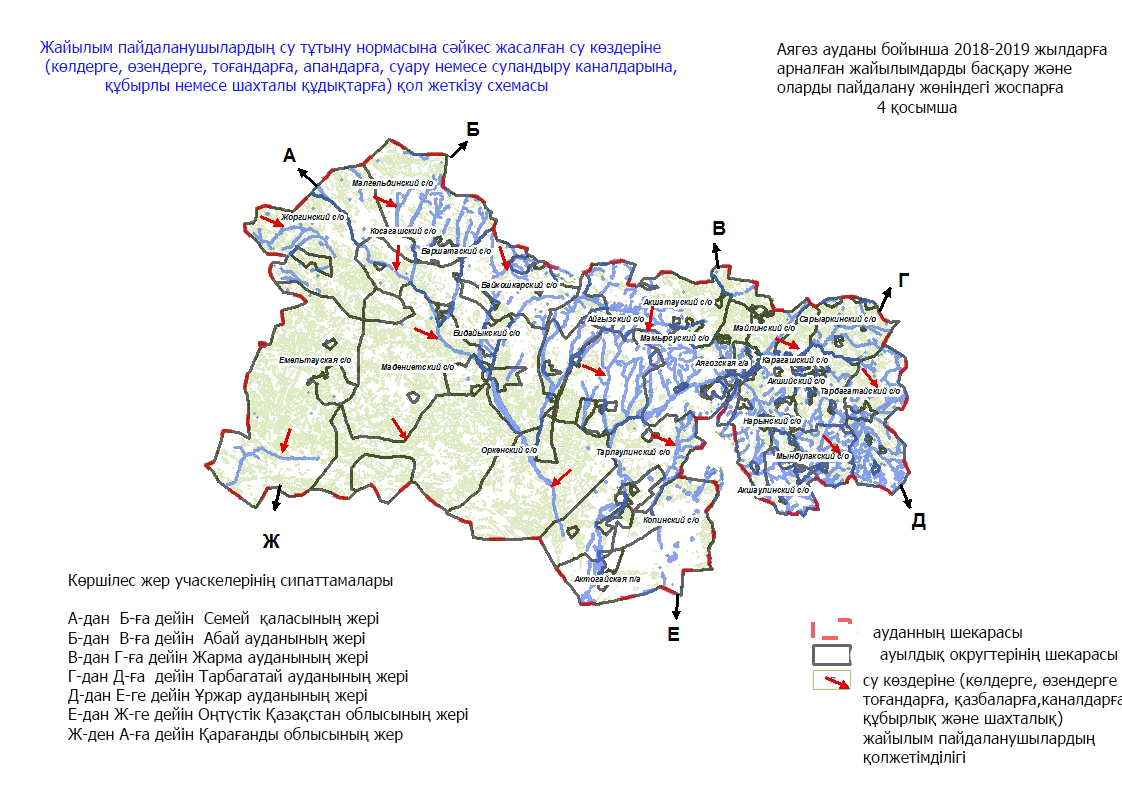 Жайылым пайдаланушылардың су тұтыну нормасына сәйкес жасалған су көздеріне
(көлдерге, өзендерге, тоғандарға, апандарға, суару немесе суландыру каналдарына,
құбырлы немесе шахталы құдықтарға) қол жеткізу схемасы
Аягөз ауданы бойынша 2018-2019 жылдарға
арналған жайылымдарды басқару және
оларды пайдалану жөніндегі жоспарға
4 қосымша
Б
А
Малгельбинский с/о
Жоргинский с/о
Косагашский с/о
В
Баршатаский с/о
Г
Байкошкарский с/о
Акшатауский с/о
Айгызский с/о
Сарыаркинский с/о
Майлинский с/о
Бидайыкский с/о
Мамырсуский с/о
Емельтауская с/о
Мадениетский с/о
Аягозская г/а
Карагашский с/о
Акшийский с/о
Тарбагатайский с/о
Нарынский с/о
Оркенский с/о
Тарлаулинский с/о
Мынбулакский с/о
Акшаулинский с/о
Ж
Копинский с/о
Д
Актогайская п/а
Е
Көршілес жер учаскелерінің сипаттамалары
А-дан Б-ға дейін Семей қаласының жері
Б-дан В-ға дейін Абай ауданының жері
В-дан Г-ға дейін Жарма ауданының жері
Г-дан Д-ға дейін Тарбагатай ауданының жері
Д-дан Е-ге дейін Ұржар ауданының жері
Е-дан Ж-ге дейін Оңтүстік Қазақстан облысының жері
Ж-ден А-ға дейін Қарағанды облысының жер
ауданның шекарасы
ауылдық округтерінің шекарасы
су көздеріне (көлдерге, өзендерге
тоғандарға, қазбаларға,каналдарға
құбырлық және шахталық)
жайылым пайдаланушылардың
қолжетімділігі